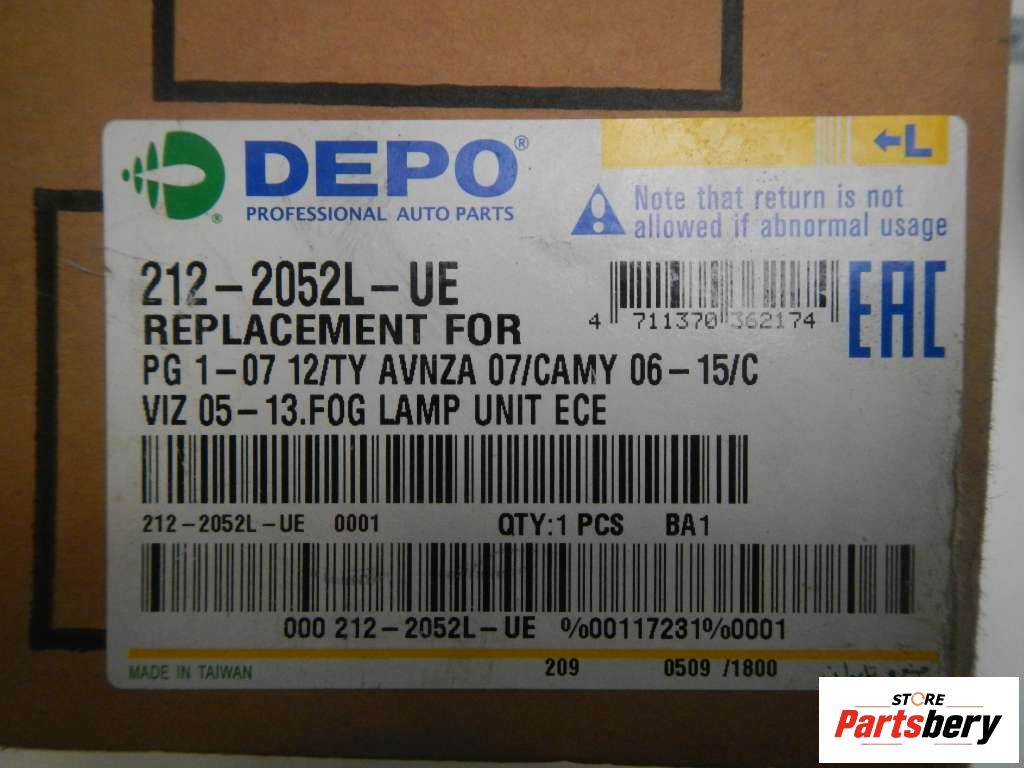 DEPO®
PROFESSIONAL AUTO PARTS
®
←L
Note that return is not
allowed if abnormal usage
212-2052L-UE
REPLACEMENT FOR
4 711370 362174
EAC
PG 1-07 12/TY AVNZA 07/CAMY 06-15/C
VIZ 05-13.FOG LAMP UNIT ECE
212-2052L-UE 0001 QTY:1 PCS BA1
000 212-2052L-UE %00117231%0001
MADE IN TAIWAN 209 0509 /1800
STORE
Partsbery